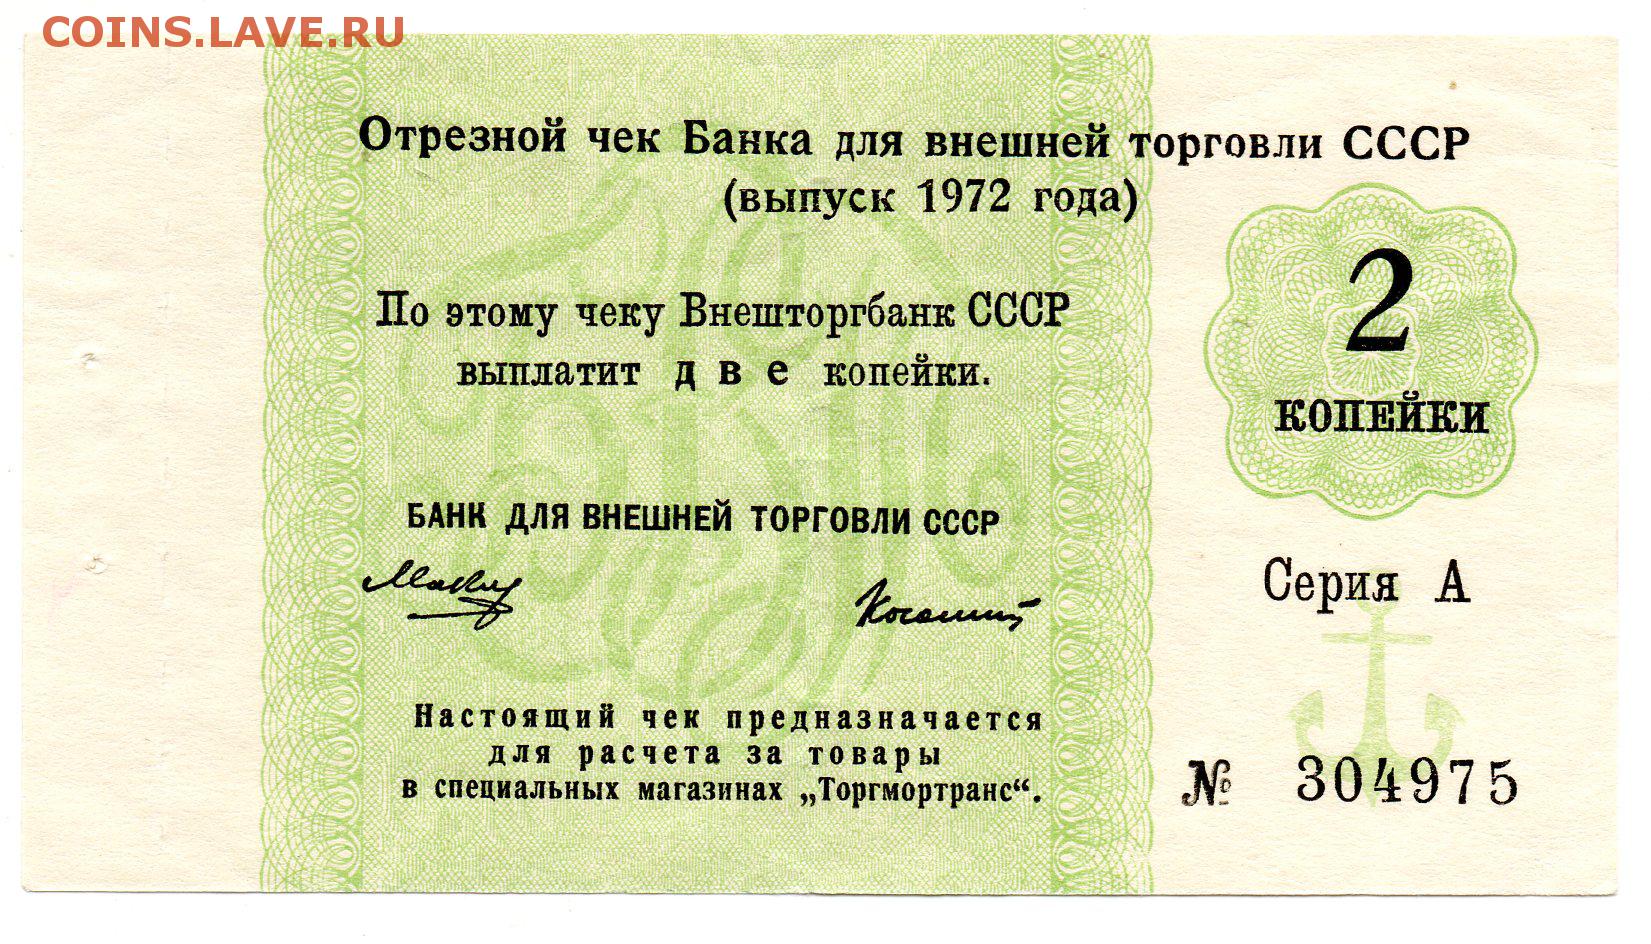 COINS.LAVE.RU
Отрезной чек Банка для внешней торговли СССР
(выпуск 1972 года)
2
КОПЕЙКИ
По этому чеку Внешторгбанк СССР
выплатит две копейки.
БАНК ДЛЯ ВНЕШНЕЙ ТОРГОВЛИ СССР
Серия А
Настоящий чек предназначается
для расчета за товары
в специальных магазинах „Торгмортранс“.
№ 304975